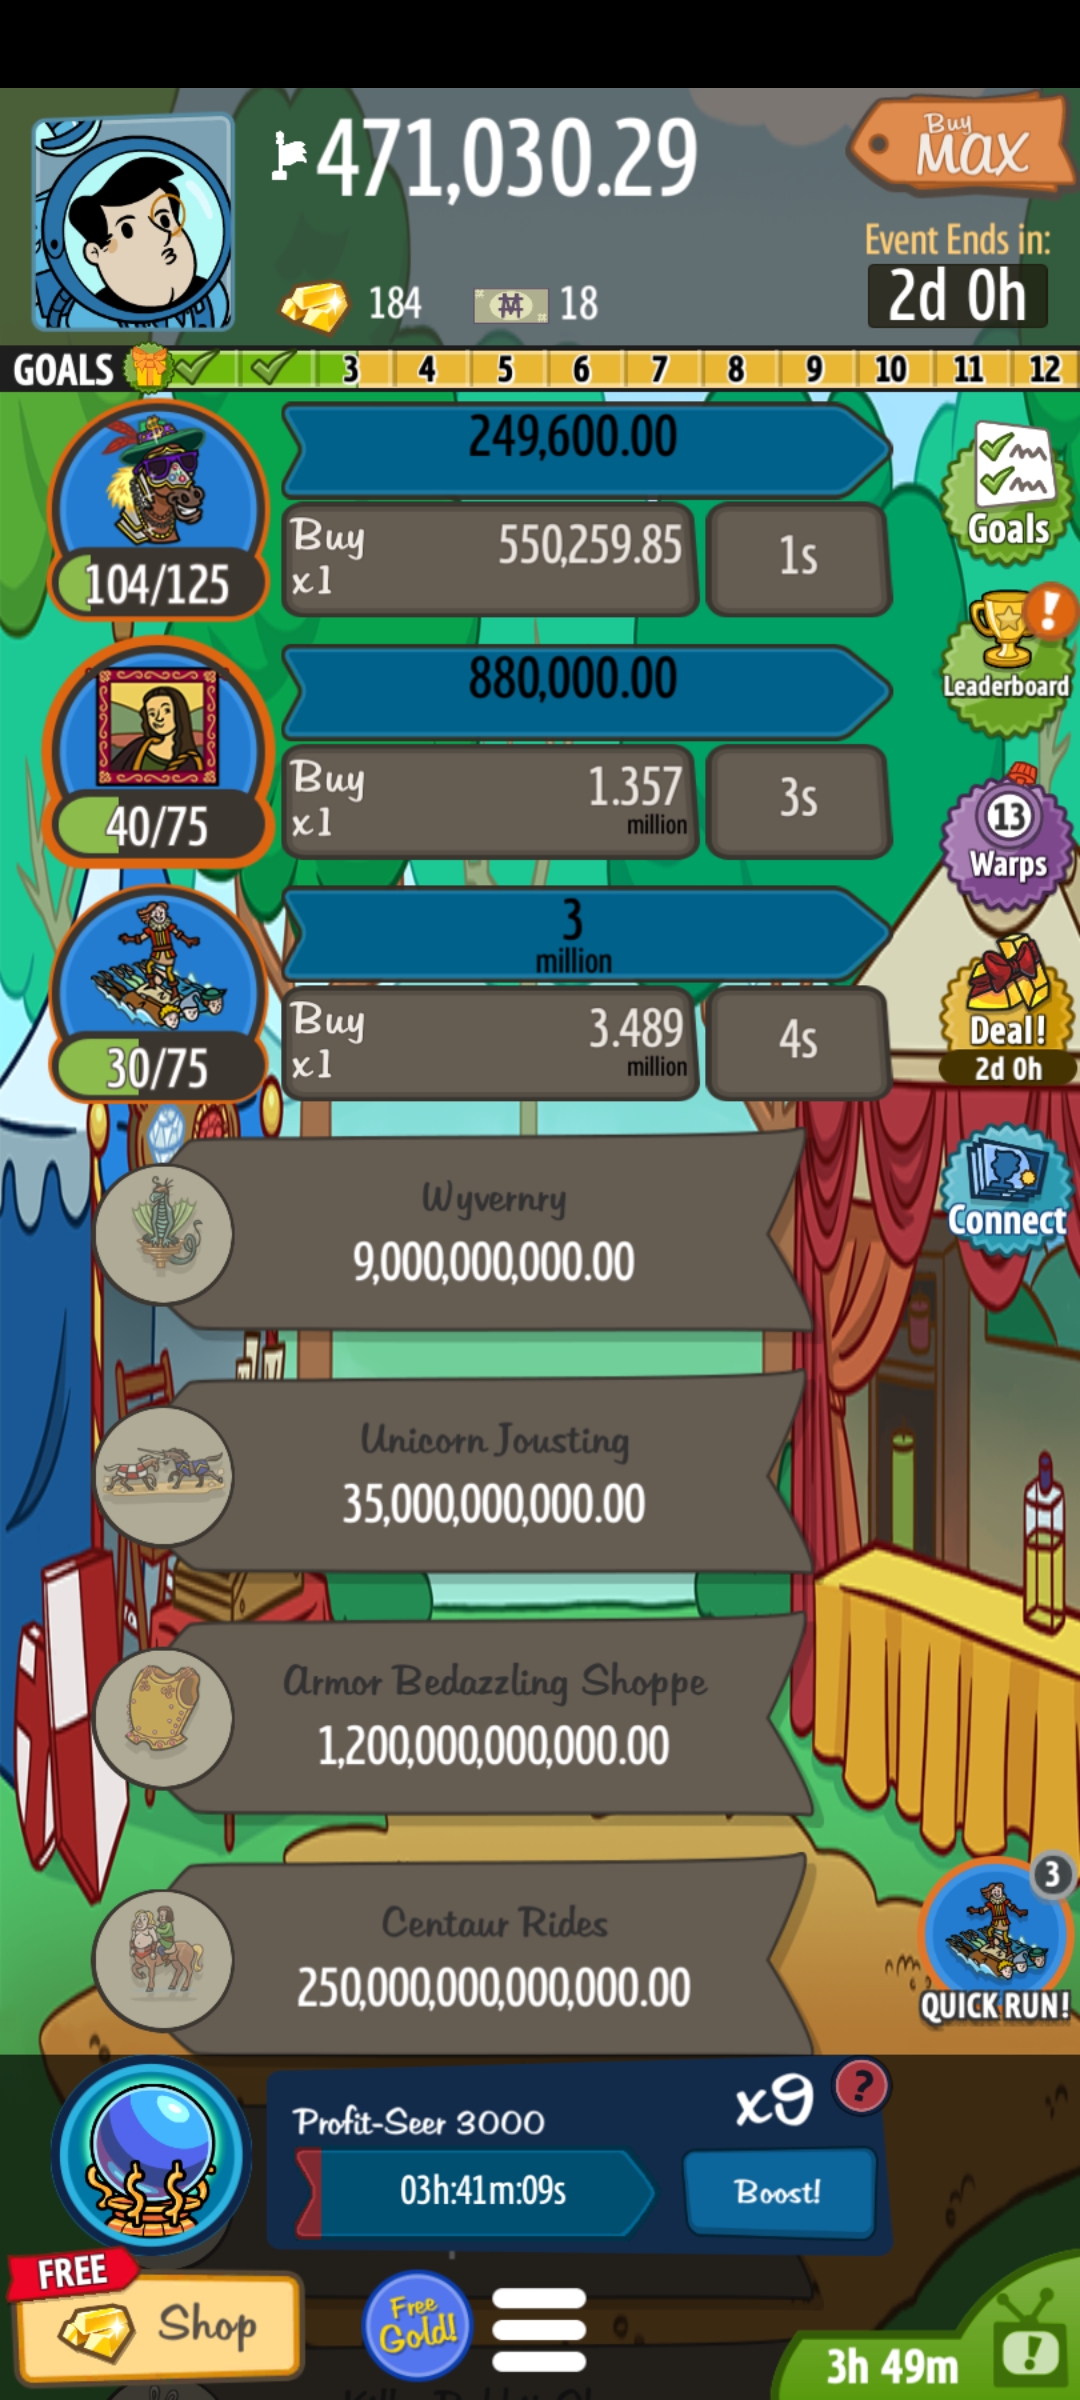 471,030.29
Buy
MAX
Event Ends in:
2d 0h
184
18
GOALS 3 4 5 6 7 8 9 10 11 12
249,600.00
Buy
x1
550,259.85
1s
104/125
Goals
880,000.00
Buy
x1
1.357
million
3s
40/75
!
Leaderboard
13
Warps
3
million
Buy
x1
3.489
million
4s
30/75
Deal!
2d 0h
Wyvernry
9,000,000,000.00
Connect
Unicorn Jousting
35,000,000,000.00
Armor Bedazzling Shoppe
1,200,000,000,000.00
Centaur Rides
250,000,000,000,000.00
3
QUICK RUN!
Profit-Seer 3000
x9
?
03h:41m:09s
Boost!
FREE
Shop
Free
Gold!
3h 49m
!